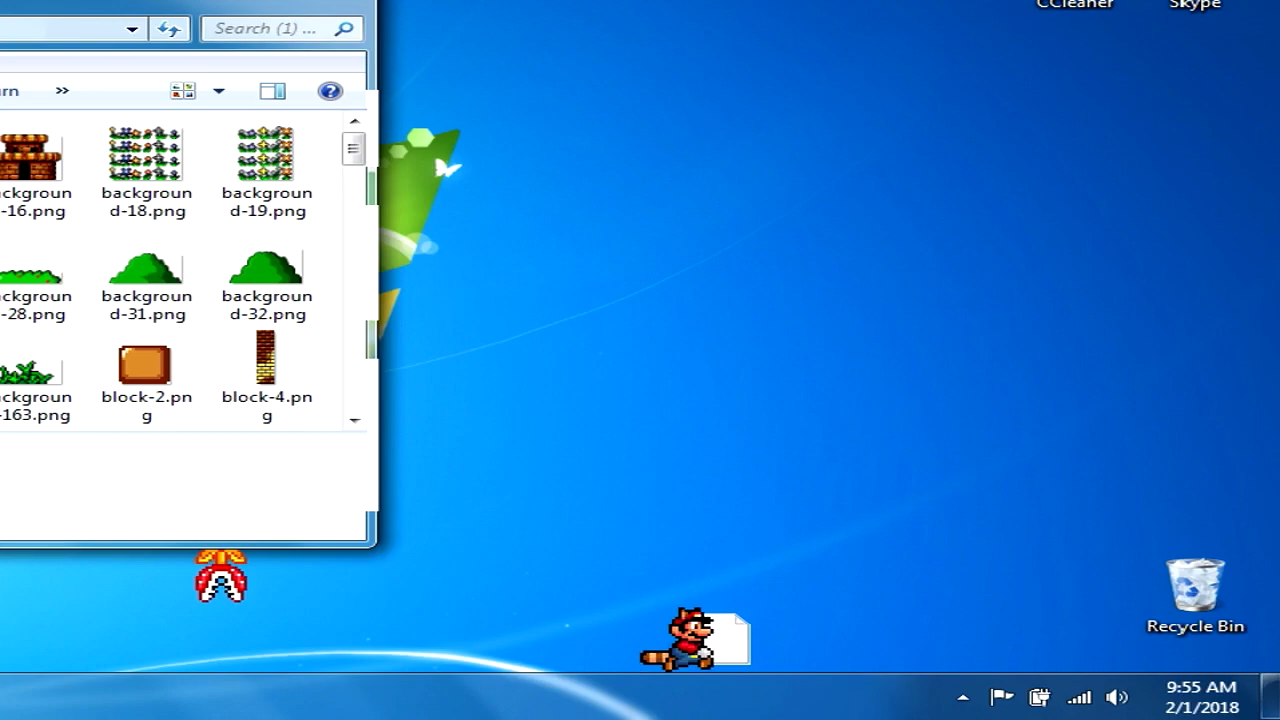 CCleaner
Skype
Search (1) ...
rn
»
ckgroun
-16.png
backgroun
d-18.png
backgroun
d-19.png
ckgroun
-28.png
backgroun
d-31.png
backgroun
d-32.png
ckgroun
-163.png
block-2.pn
g
block-4.pn
g
Recycle Bin
9:55 AM
2/1/2018